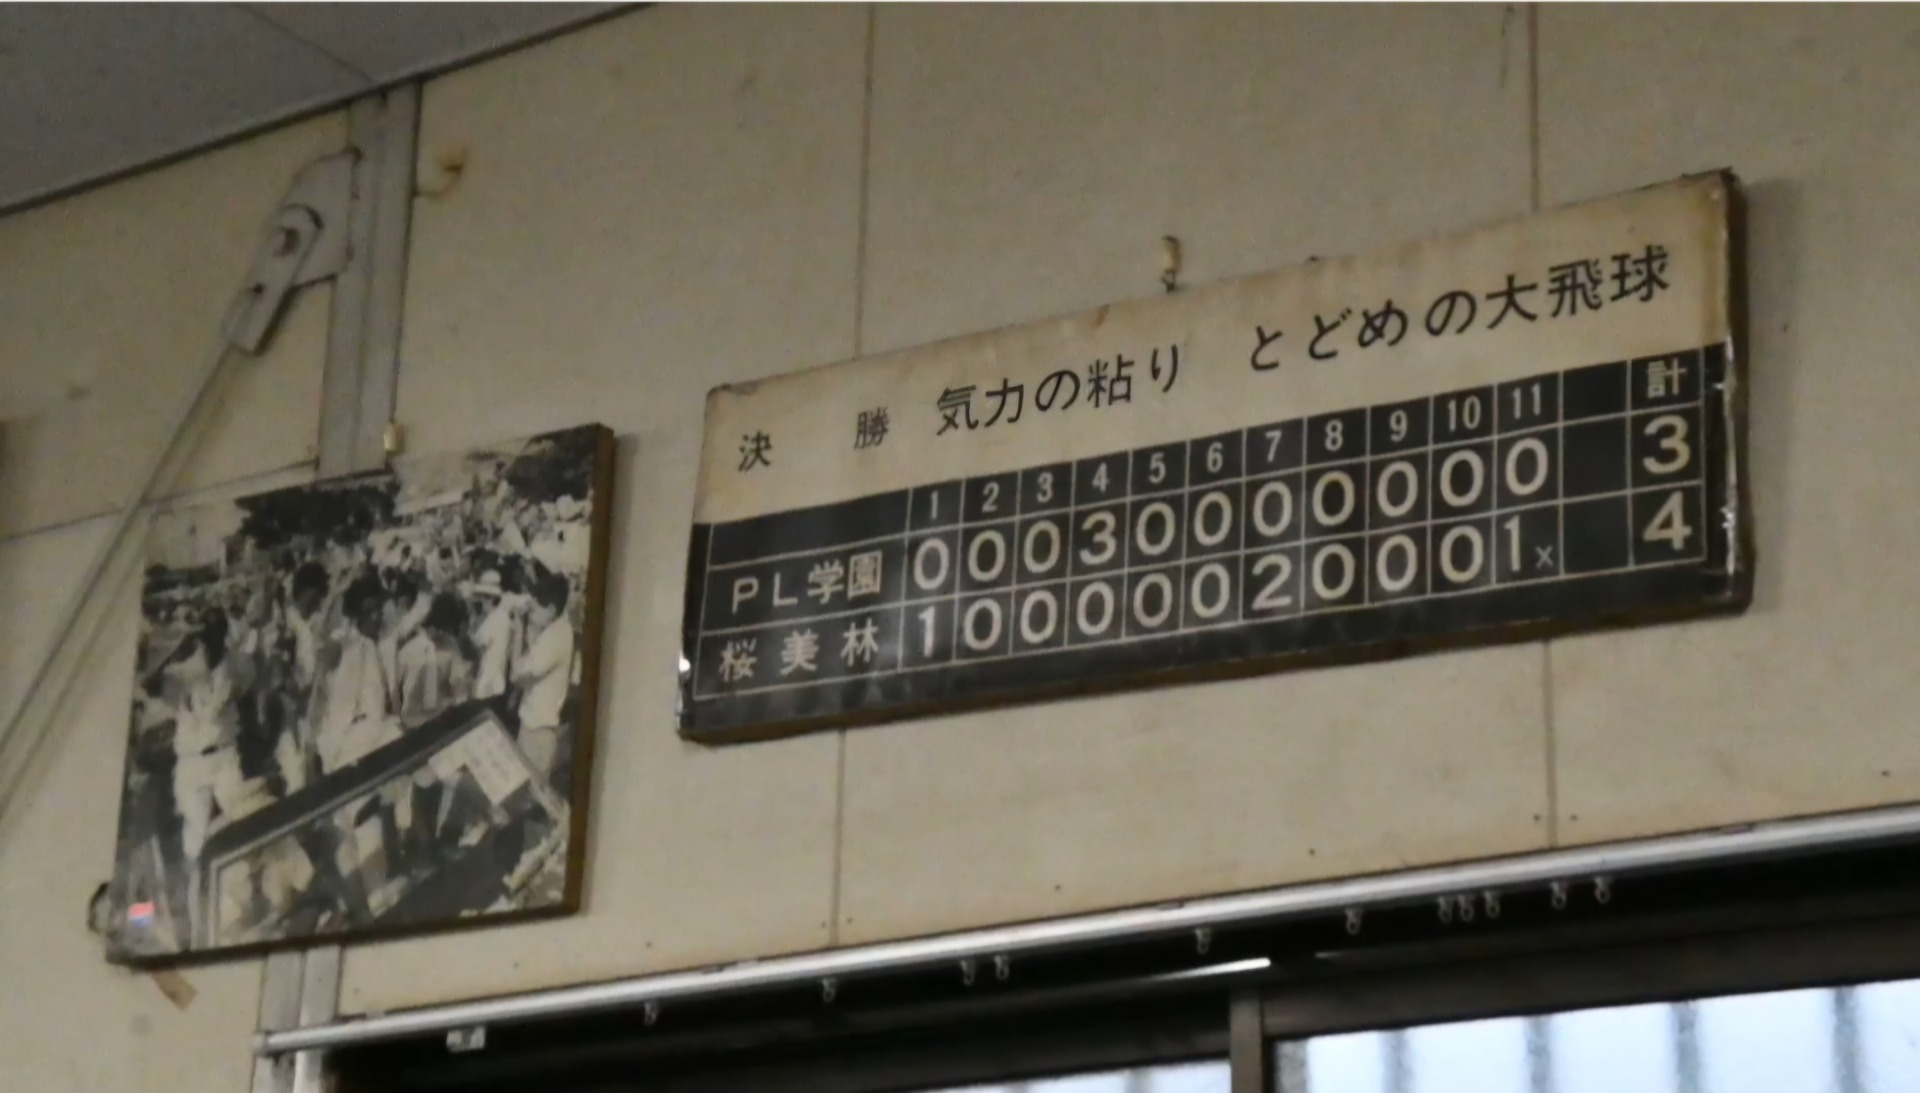 決 勝 気力の粘り とどめの大飛球
1 2 3 4 5 6 7 8 9 10 11 計
PL学園 0 0 0 3 0 0 0 0 0 0 0 3
桜美林 1 0 0 0 0 0 2 0 0 0 1x 4